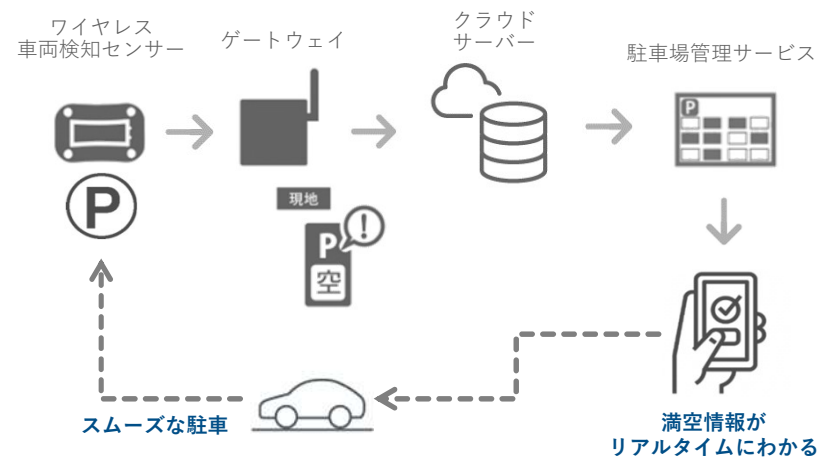 ワイヤレス
車両検知センサー
ゲートウェイ
クラウド
サーバー
駐車場管理サービス
P
P
現地
P
!
空
スムーズな駐車
満空情報が
リアルタイムにわかる